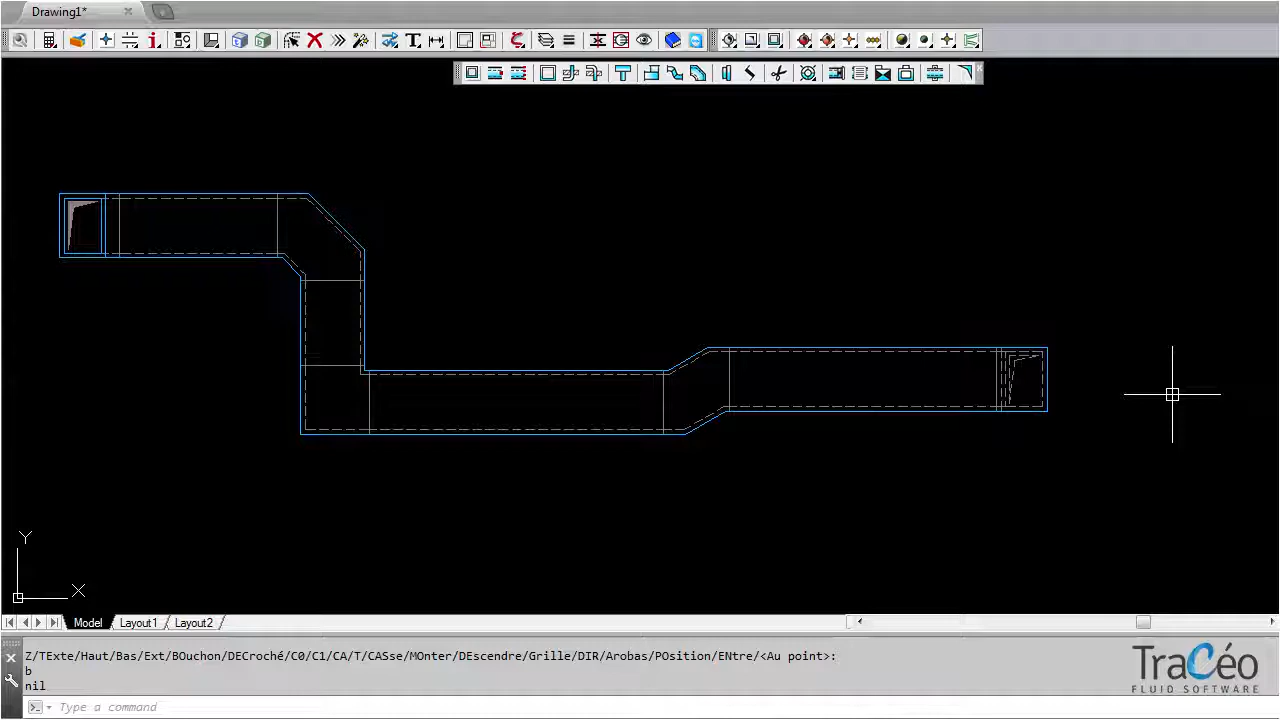 Drawing1*
Y
X
Model Layout1 Layout2
Z/TExte/Haut/Bas/Ext/BOuchon/DECroché/C0/C1/CA/T/CASse/MOnter/DEscendre/Grille/DIR/Arobas/POsition/ENtre/<Au point>:
b
nil
Type a command
TraCéo
FLUID SOFTWARE